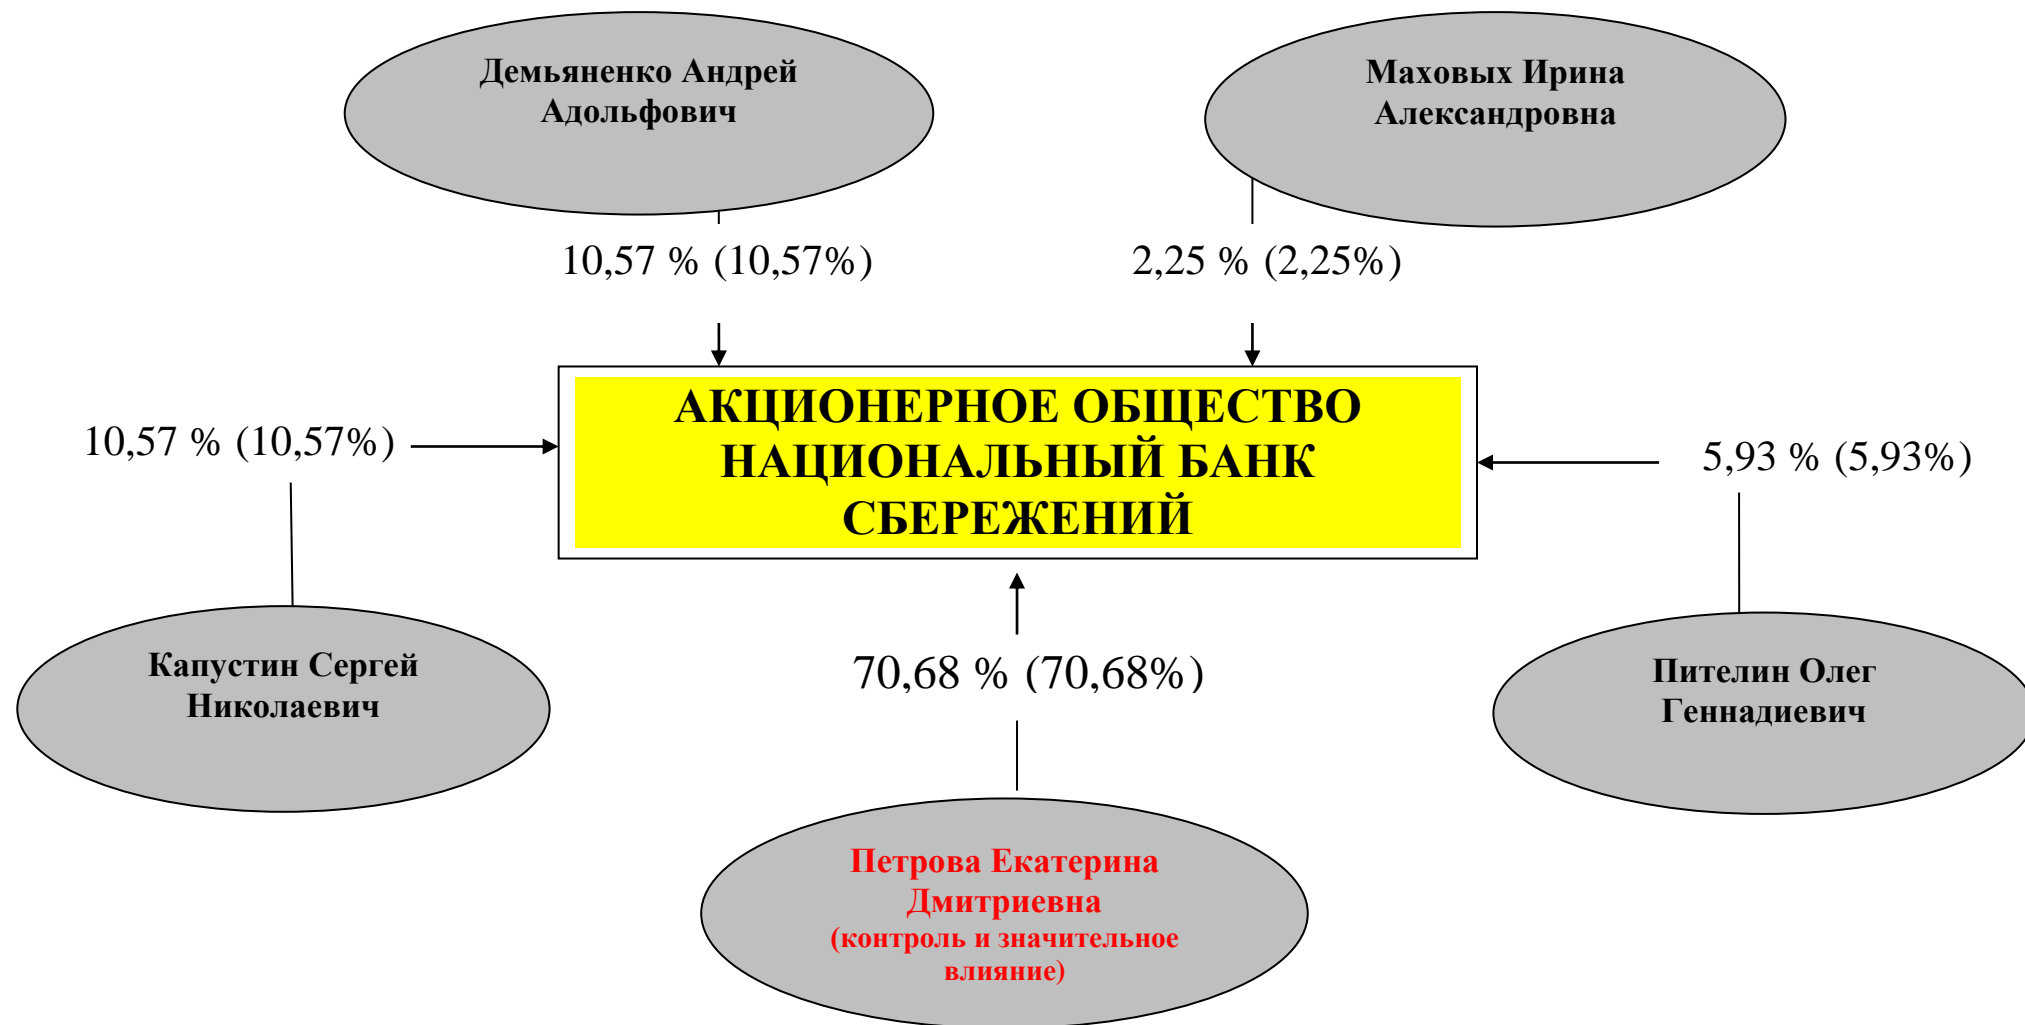 Демьяненко Андрей
Адольфович
Маховых Ирина
Александровна
10,57 % (10,57%)
2,25 % (2,25%)
АКЦИОНЕРНОЕ ОБЩЕСТВО
НАЦИОНАЛЬНЫЙ БАНК
СБЕРЕЖЕНИЙ
10,57 % (10,57%)
5,93 % (5,93%)
Капустин Сергей
Николаевич
70,68 % (70,68%)
Пителин Олег
Геннадиевич
Петрова Екатерина
Дмитриевна
(контроль и значительное
влияние)